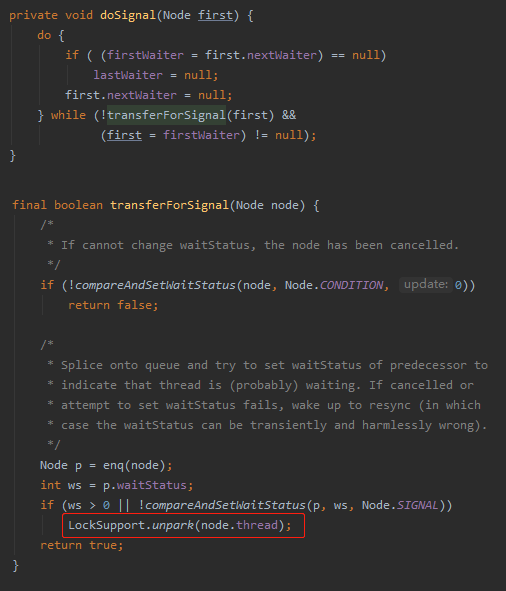 private void doSignal(Node first) {
    do {
        if ( (firstWaiter = first.nextWaiter) == null)
            lastWaiter = null;
        first.nextWaiter = null;
    } while (!transferForSignal(first) &&
             (first = firstWaiter) != null);
}
final boolean transferForSignal(Node node) {
    /*
     * If cannot change waitStatus, the node has been cancelled.
     */
    if (!compareAndSetWaitStatus(node, Node.CONDITION, update: 0))
        return false;
    /*
     * Splice onto queue and try to set waitStatus of predecessor to
     * indicate that thread is (probably) waiting. If cancelled or
     * attempt to set waitStatus fails, wake up to resync (in which
     * case the waitStatus can be transiently and harmlessly wrong).
     */
    Node p = enq(node);
    int ws = p.waitStatus;
    if (ws > 0 || !compareAndSetWaitStatus(p, ws, Node.SIGNAL))
        LockSupport.unpark(node.thread);
    return true;
}